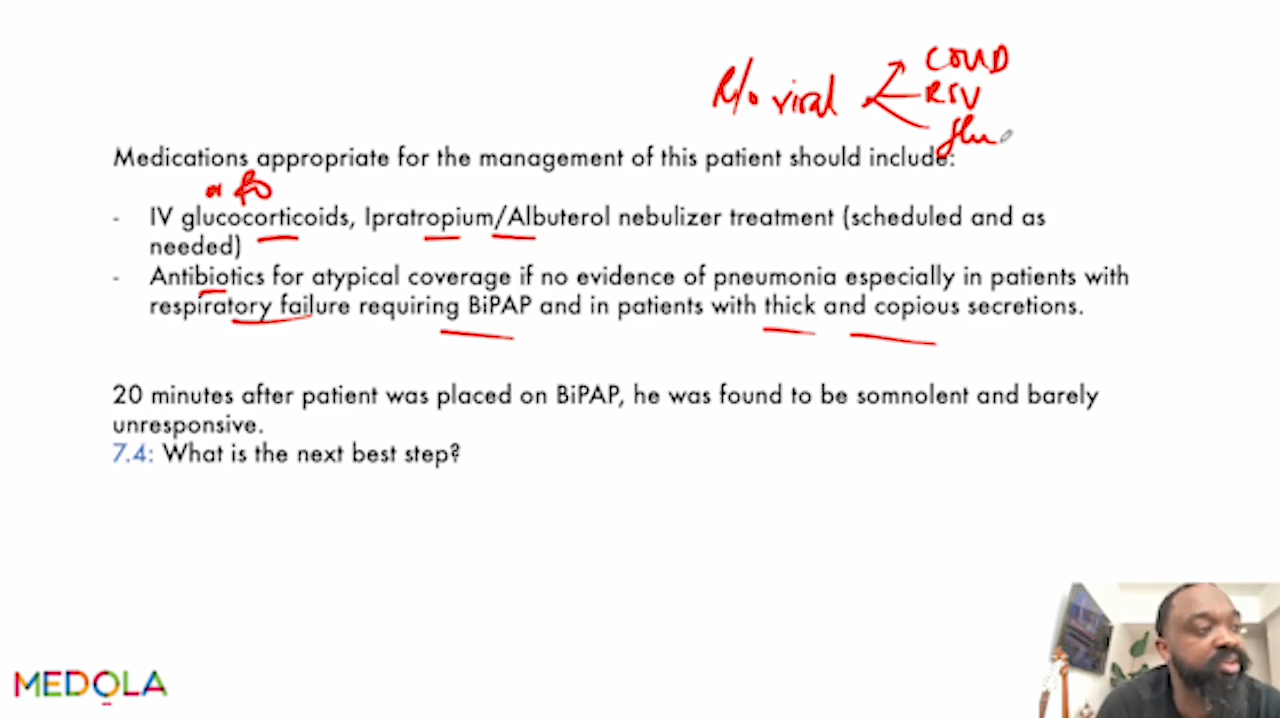 R/o viral
COVID
RSV
flu
Medications appropriate for the management of this patient should include:
or PO
- IV glucocorticoids, Ipratropium/Albuterol nebulizer treatment (scheduled and as
needed)
- Antibiotics for atypical coverage if no evidence of pneumonia especially in patients with
respiratory failure requiring BiPAP and in patients with thick and copious secretions.
20 minutes after patient was placed on BiPAP, he was found to be somnolent and barely
unresponsive.
7.4: What is the next best step?
MEDOLA